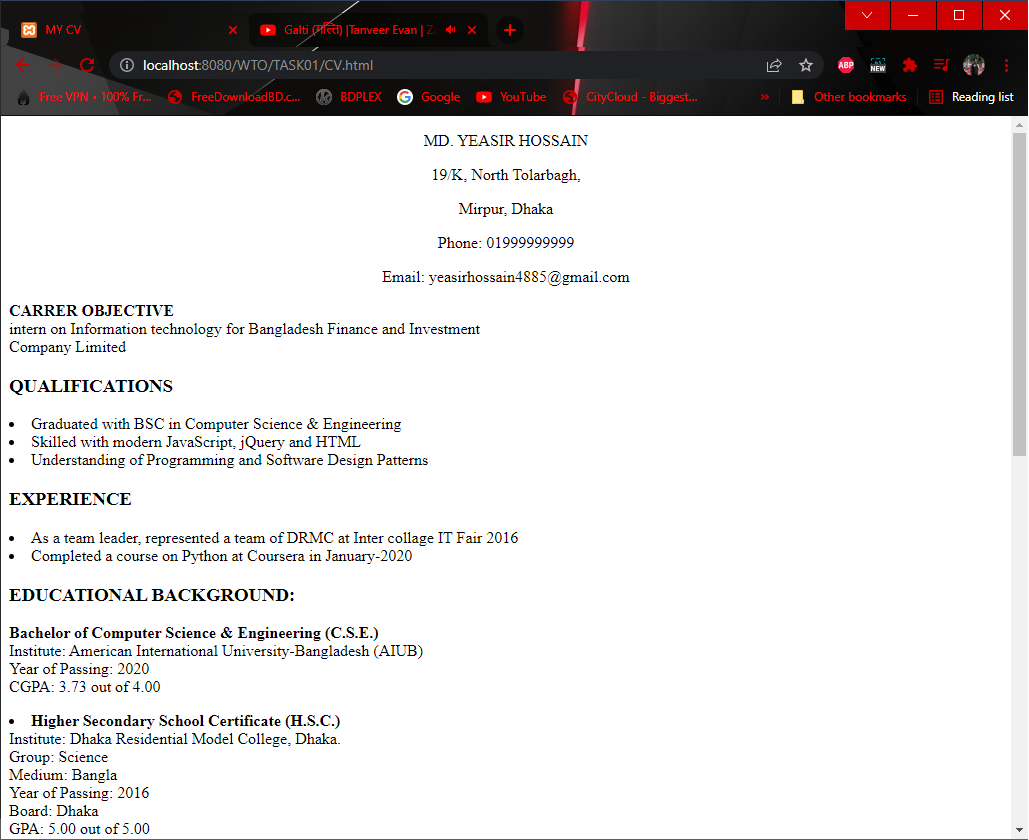 MY CV
Galti (গল্তি) |Tanveer Evan | Z
localhost:8080/WTO/TASK01/CV.html
ABP
NEW
Free VPN • 100% Fr...
FreeDownloadBD.c...
BDPLEX
Google
YouTube
CityCloud - Biggest...
»
Other bookmarks
Reading list
MD. YEASIR HOSSAIN
19/K, North Tolarbagh,
Mirpur, Dhaka
Phone: 01999999999
Email: yeasirhossain4885@gmail.com
CARRER OBJECTIVE
intern on Information technology for Bangladesh Finance and Investment
Company Limited
QUALIFICATIONS
• Graduated with BSC in Computer Science & Engineering
• Skilled with modern JavaScript, jQuery and HTML
• Understanding of Programming and Software Design Patterns
EXPERIENCE
• As a team leader, represented a team of DRMC at Inter collage IT Fair 2016
• Completed a course on Python at Coursera in January-2020
EDUCATIONAL BACKGROUND:
Bachelor of Computer Science & Engineering (C.S.E.)
Institute: American International University-Bangladesh (AIUB)
Year of Passing: 2020
CGPA: 3.73 out of 4.00
• Higher Secondary School Certificate (H.S.C.)
Institute: Dhaka Residential Model College, Dhaka.
Group: Science
Medium: Bangla
Year of Passing: 2016
Board: Dhaka
GPA: 5.00 out of 5.00